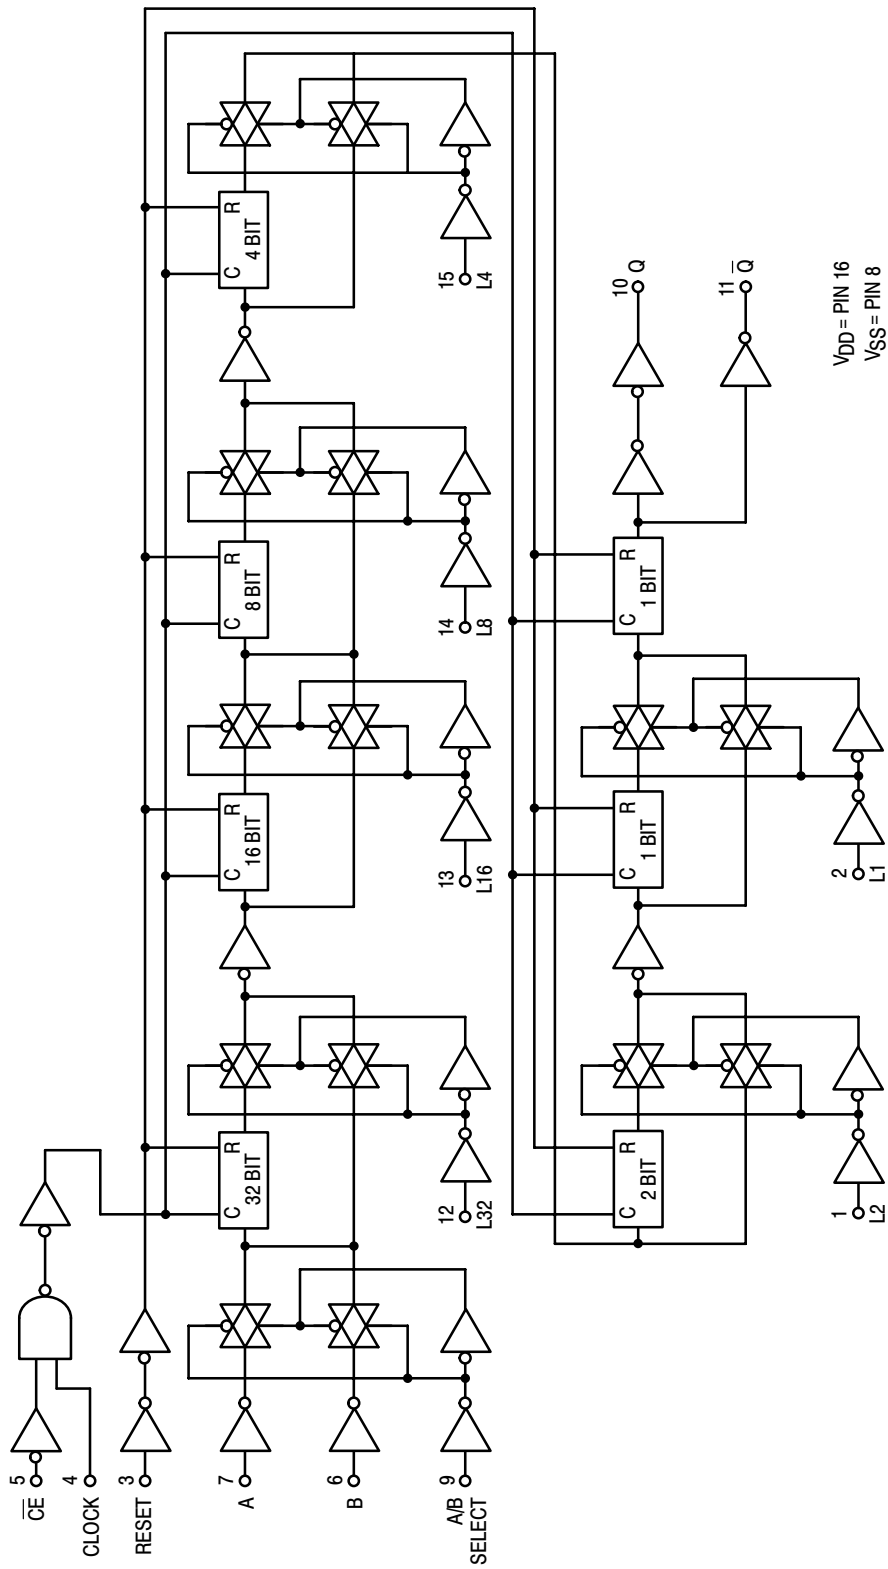 5
C̅E̅
4
CLOCK
3
RESET
7
A
6
B
9
A/B
SELECT
C
R
32 BIT
12
L32
C
R
16 BIT
13
L16
C
R
8 BIT
14
L8
C
R
4 BIT
15
L4
C
R
2 BIT
1
L2
C
R
1 BIT
2
L1
C
R
1 BIT
10
Q
11
Q̅
VDD = PIN 16
VSS = PIN 8